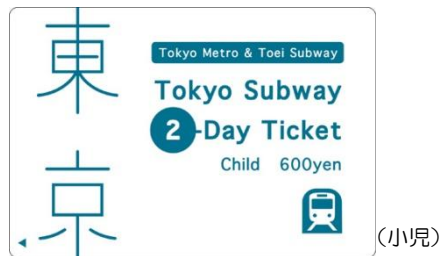 東京
Tokyo Metro & Toei Subway
Tokyo Subway
2-Day Ticket
Child 600yen
(小児)